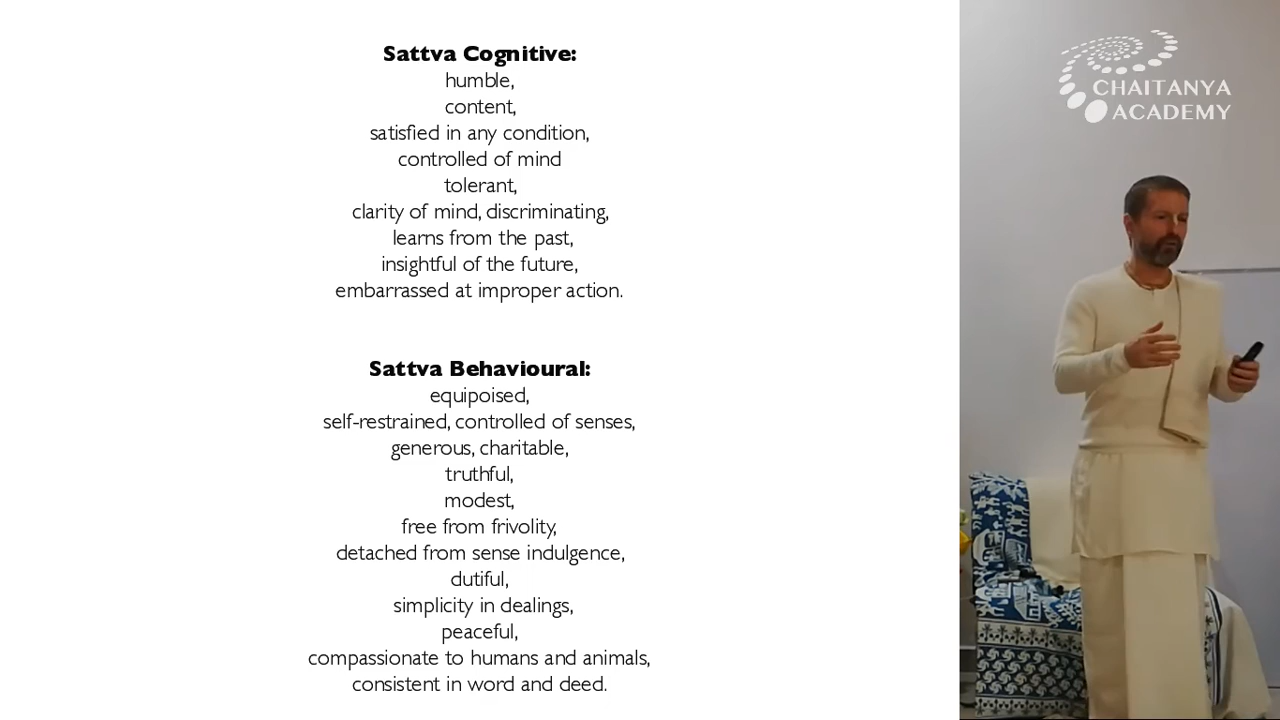 Sattva Cognitive:
humble,
content,
satisfied in any condition,
controlled of mind
tolerant,
clarity of mind, discriminating,
learns from the past,
insightful of the future,
embarrassed at improper action.
Sattva Behavioural:
equipoised,
self-restrained, controlled of senses,
generous, charitable,
truthful,
modest,
free from frivolity,
detached from sense indulgence,
dutiful,
simplicity in dealings,
peaceful,
compassionate to humans and animals,
consistent in word and deed.
CHAITANYA
ACADEMY